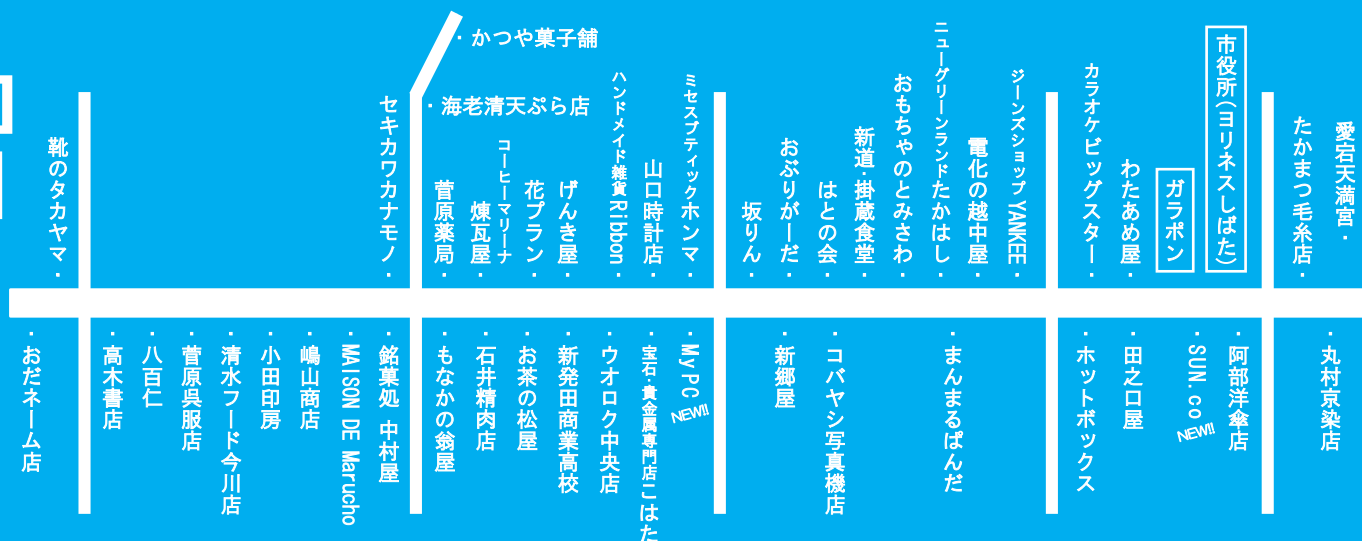 ・かつや菓子舗
・海老清天ぷら店
靴のタカヤマ・
セキカワカナモノ・
菅原薬局・
煉瓦屋・
コーヒーマリーナ
花プラン・
げんき屋・
ハンドメイド雑貨Ribbon・
山口時計店・
ミセスブティックホンマ・
坂りん・
おぶりがーだ・
はとの会・
新道・掛蔵食堂・
おもちゃのとみさわ・
ニューグリーンランドたかはし・
電化の越中屋・
ジーンズショップYANKEE・
カラオケビッグスター・
わたあめ屋・
ガラポン
市役所(ヨリネスしばた)
たかまつ毛糸店・
愛宕天満宮・
・おだネーム店
・高木書店
・八百仁
・菅原呉服店
・清水フード今川店
・小田印房
・嶋山商店
・MAISON DE Marucho
・銘菓処 中村屋
・もなかの翁屋
・石井精肉店
・お茶の松屋
・新発田商業高校
・ウオロク中央店
・宝石・貴金属専門店こはた
・My PC NEW!!
・新郷屋
・コバヤシ写真機店
・まんまるぱんだ
・ホットボックス
・田之口屋
・SUN.co NEW!!
・阿部洋傘店
・丸村京染店